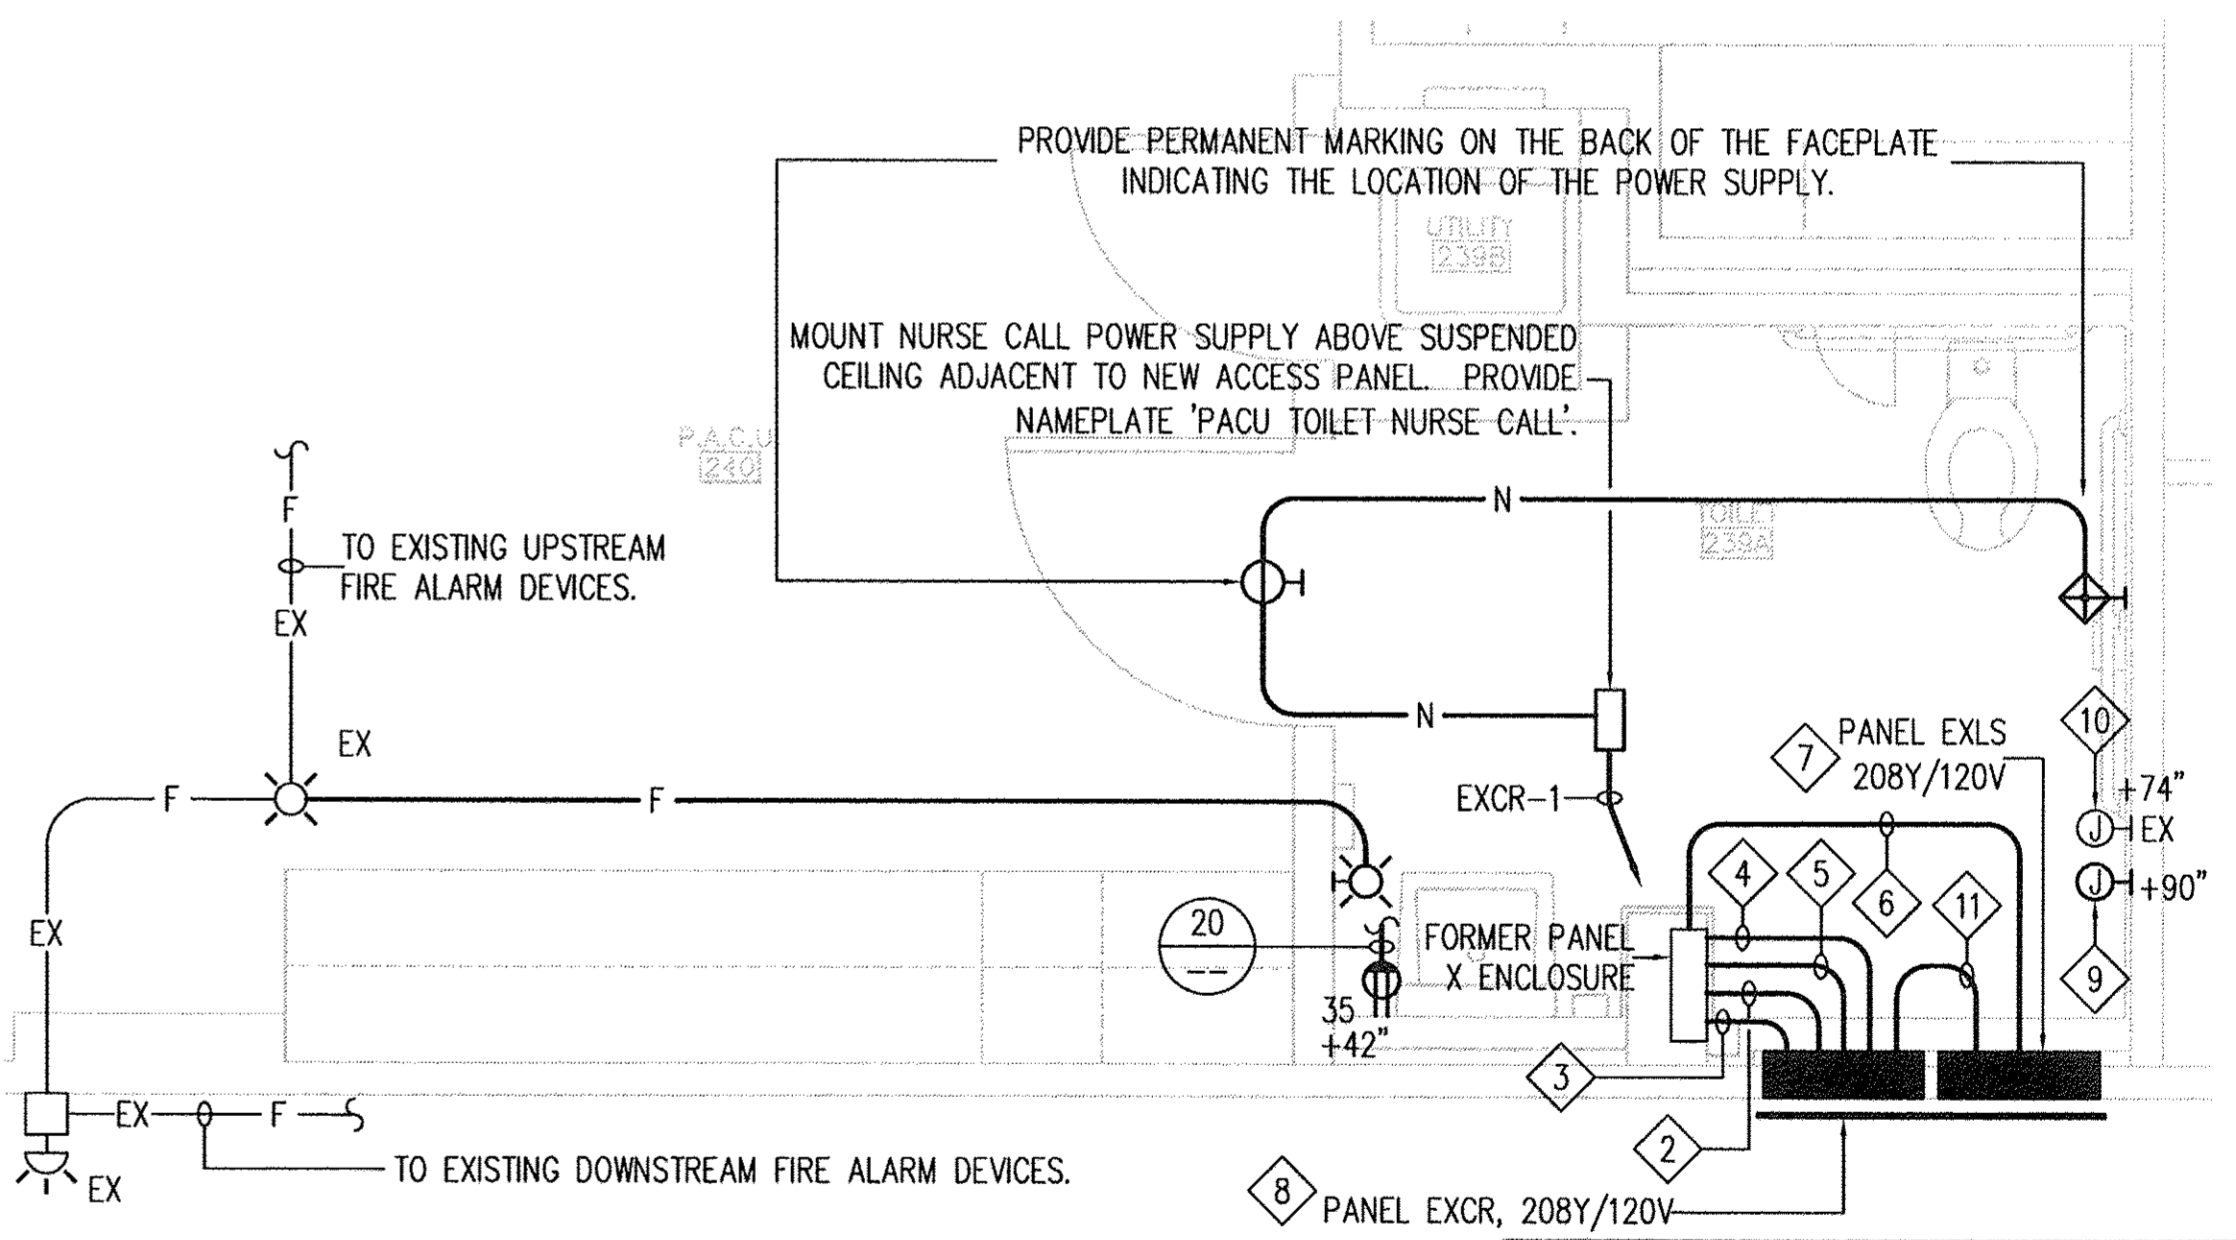 PROVIDE PERMANENT MARKING ON THE BACK OF THE FACEPLATE
INDICATING THE LOCATION OF THE POWER SUPPLY.
UTILITY
239B
MOUNT NURSE CALL POWER SUPPLY ABOVE SUSPENDED
CEILING ADJACENT TO NEW ACCESS PANEL. PROVIDE
NAMEPLATE 'PACU TOILET NURSE CALL'.
P.A.C.U
240
N
F
TO EXISTING UPSTREAM
FIRE ALARM DEVICES.
EX
239A
N
EX
F
F
EXCR-1
7
PANEL EXLS
208Y/120V
10
+74"
J
EX
J
+90"
9
4
5
6
11
EX
20
--
FORMER PANEL
X ENCLOSURE
35
+42"
3
2
EX
F
TO EXISTING DOWNSTREAM FIRE ALARM DEVICES.
EX
8
PANEL EXCR, 208Y/120V